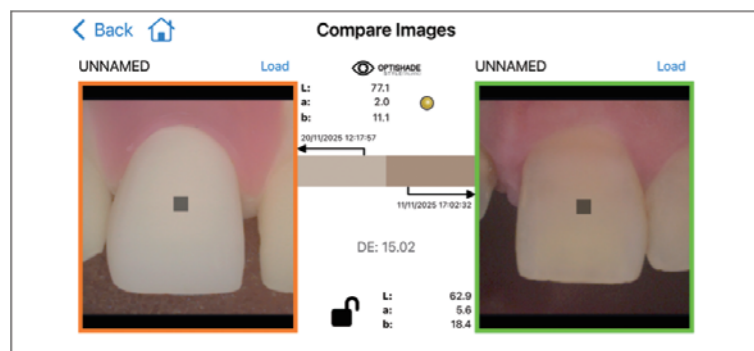 Back
Compare Images
UNNAMED
Load
OPTISHADE
UNNAMED
Load
L: 77.1
a: 2.0
b: 11.1
20/11/2025 12:17:57
11/11/2025 17:02:32
DE: 15.02
L: 62.9
a: 5.6
b: 18.4